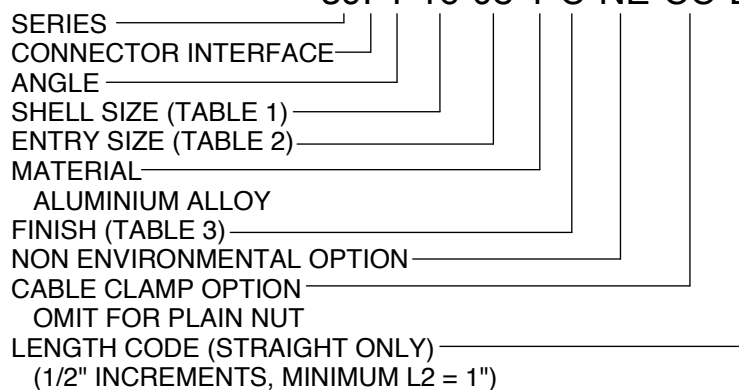 SERIES
CONNECTOR INTERFACE
ANGLE
SHELL SIZE (TABLE 1)
ENTRY SIZE (TABLE 2)
MATERIAL
ALUMINIUM ALLOY
FINISH (TABLE 3)
NON ENVIRONMENTAL OPTION
CABLE CLAMP OPTION
OMIT FOR PLAIN NUT
LENGTH CODE (STRAIGHT ONLY)
(1/2" INCREMENTS, MINIMUM L2 = 1")